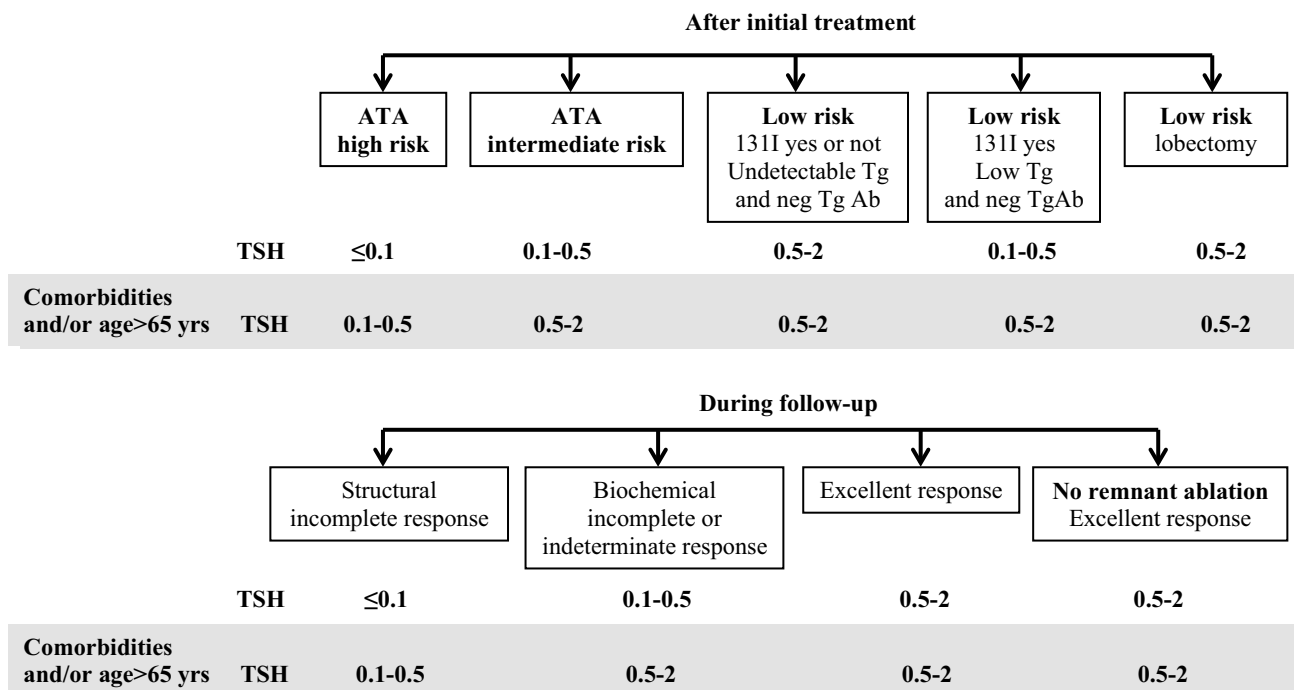 After initial treatment
ATA
high risk
ATA
intermediate risk
Low risk
131I yes or not
Undetectable Tg
and neg Tg Ab
Low risk
131I yes
Low Tg
and neg TgAb
Low risk
lobectomy
TSH ≤0.1 0.1-0.5 0.5-2 0.1-0.5 0.5-2
Comorbidities
and/or age>65 yrs TSH 0.1-0.5 0.5-2 0.5-2 0.5-2 0.5-2
During follow-up
Structural
incomplete response
Biochemical
incomplete or
indeterminate response
Excellent response
No remnant ablation
Excellent response
TSH ≤0.1 0.1-0.5 0.5-2 0.5-2
Comorbidities
and/or age>65 yrs TSH 0.1-0.5 0.5-2 0.5-2 0.5-2